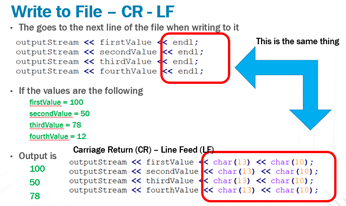 Write to File – CR - LF
• The goes to the next line of the file when writing to it
This is the same thing
outputStream << firstValue << endl;
outputStream << secondValue << endl;
outputStream << thirdValue << endl;
outputStream << fourthValue << endl;
• If the values are the following
firstValue = 100
secondValue = 50
thirdValue = 78
fourthValue = 12
Carriage Return (CR) – Line Feed (LF)
• Output is
100
50
78
outputStream << firstValue << char(13) << char(10);
outputStream << secondValue << char(13) << char(10);
outputStream << thirdValue << char(13) << char(10);
outputStream << fourthValue << char(13) << char(10);